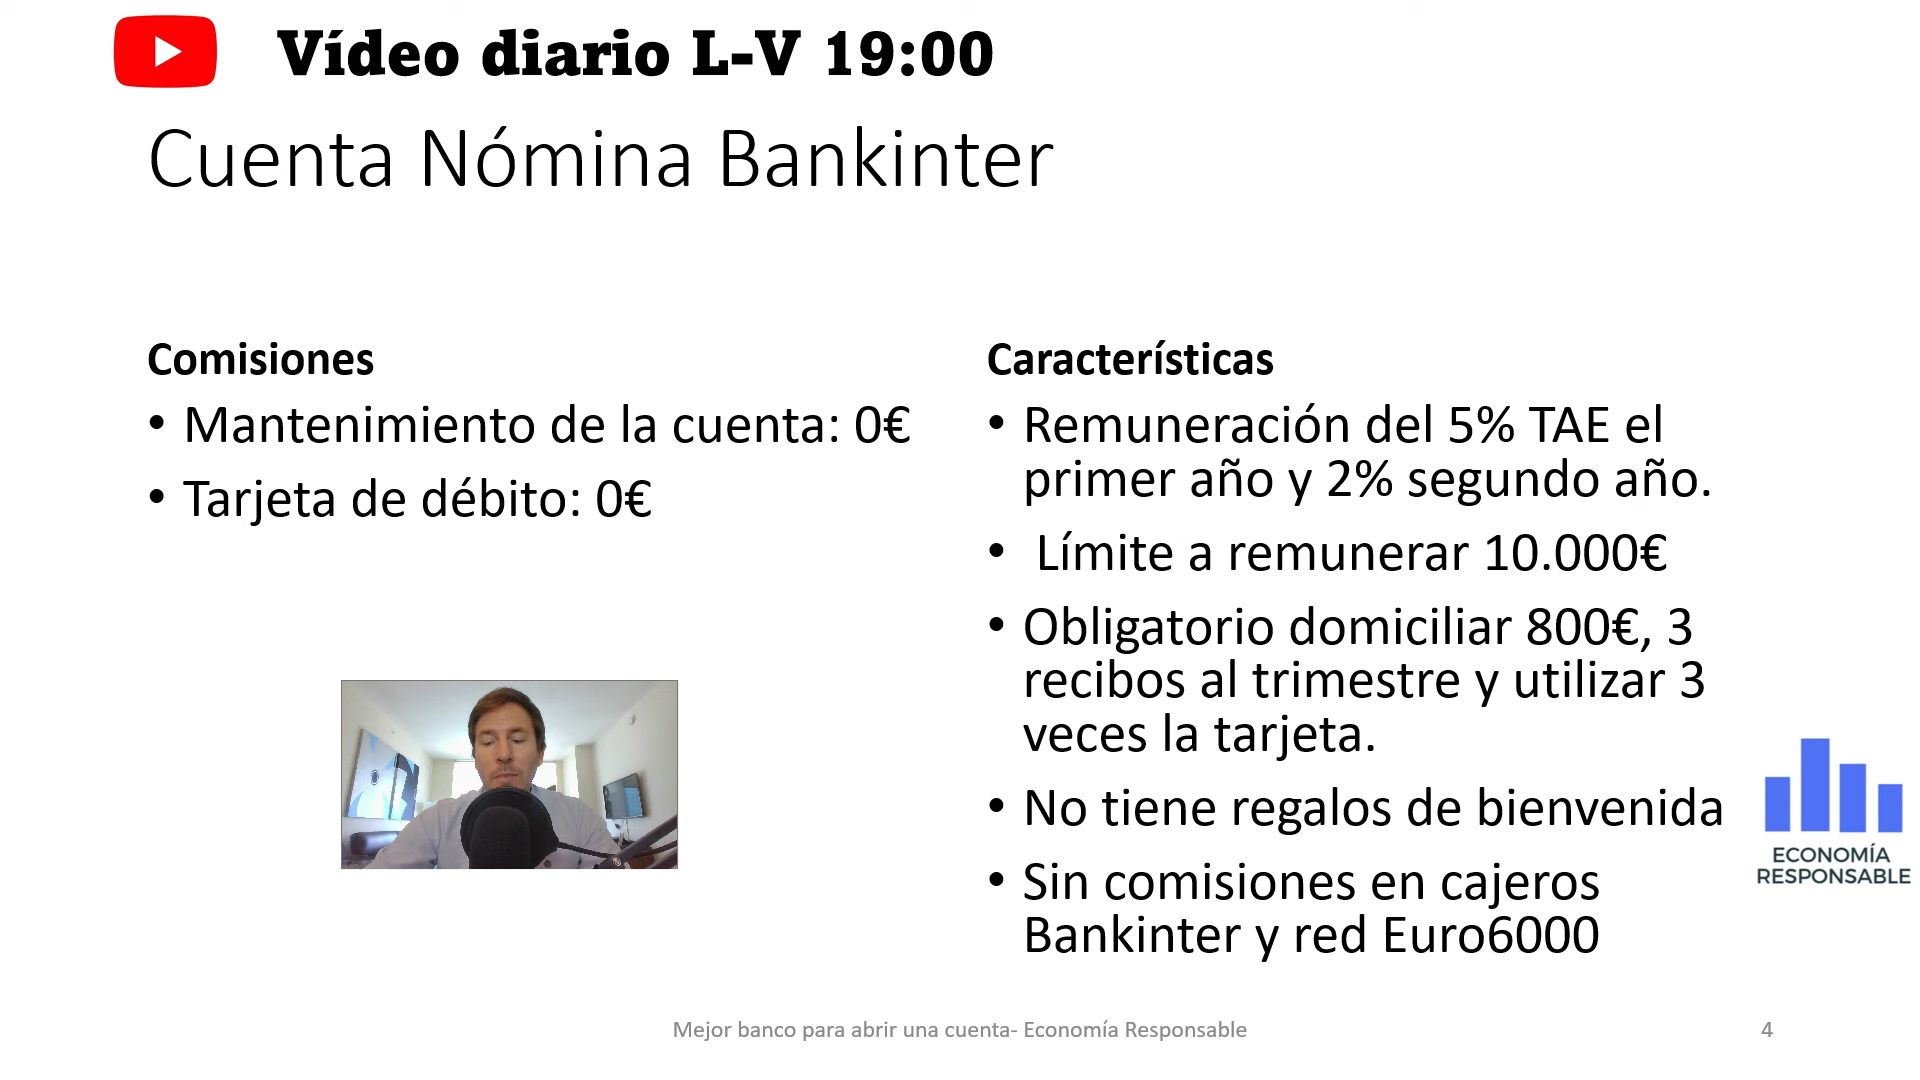 Vídeo diario L-V 19:00
Cuenta Nómina Bankinter
Comisiones
• Mantenimiento de la cuenta: 0€
• Tarjeta de débito: 0€
Características
• Remuneración del 5% TAE el
primer año y 2% segundo año.
• Límite a remunerar 10.000€
• Obligatorio domiciliar 800€, 3
recibos al trimestre y utilizar 3
veces la tarjeta.
• No tiene regalos de bienvenida
• Sin comisiones en cajeros
Bankinter y red Euro6000
ECONOMÍA
RESPONSABLE
Mejor banco para abrir una cuenta- Economía Responsable
4